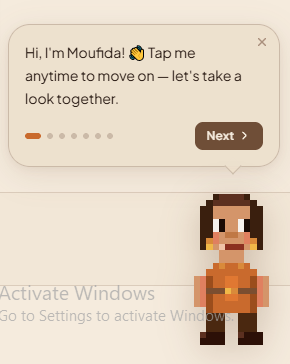 Hi, I'm Moufida! 👋 Tap me
anytime to move on — let's take a
look together.
Next
Activate Windows
Go to Settings to activate Windows.